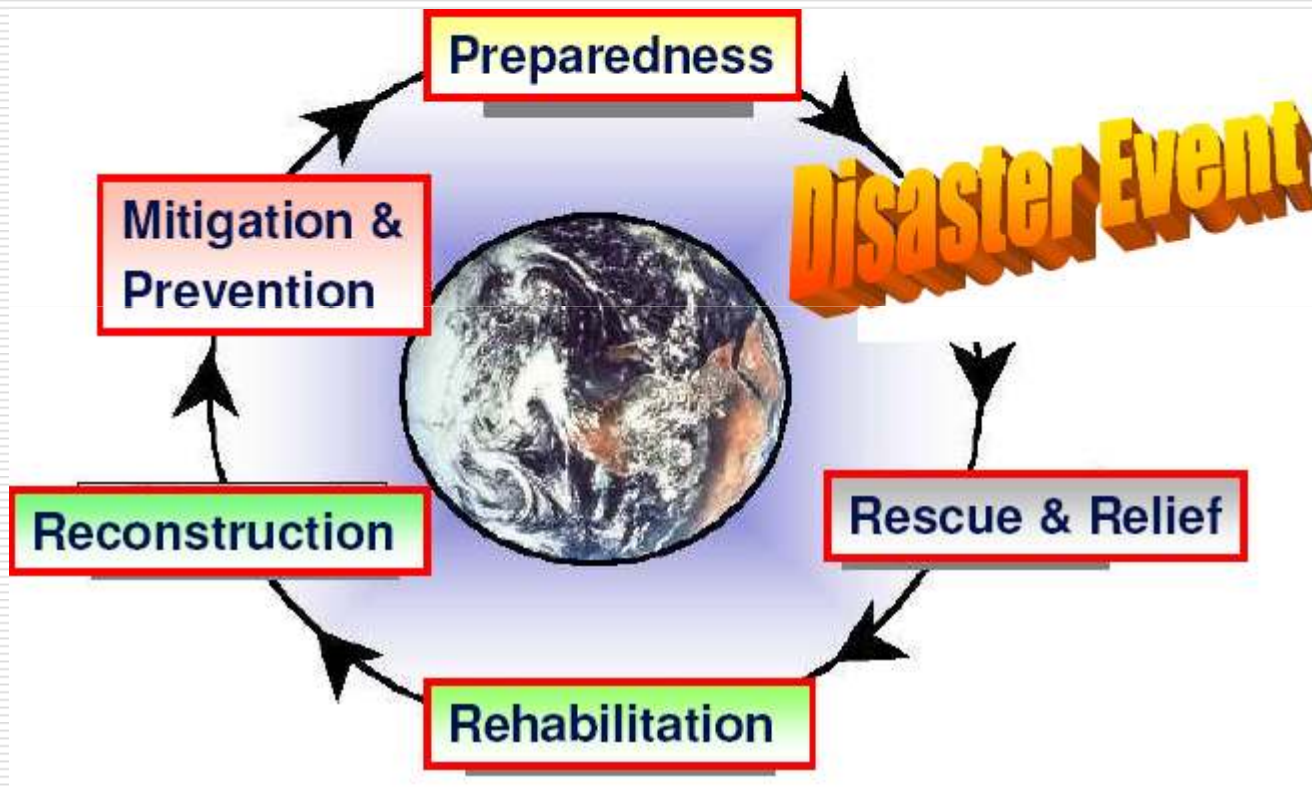 Preparedness
Disaster Event
Mitigation &
Prevention
Reconstruction
Rescue & Relief
Rehabilitation